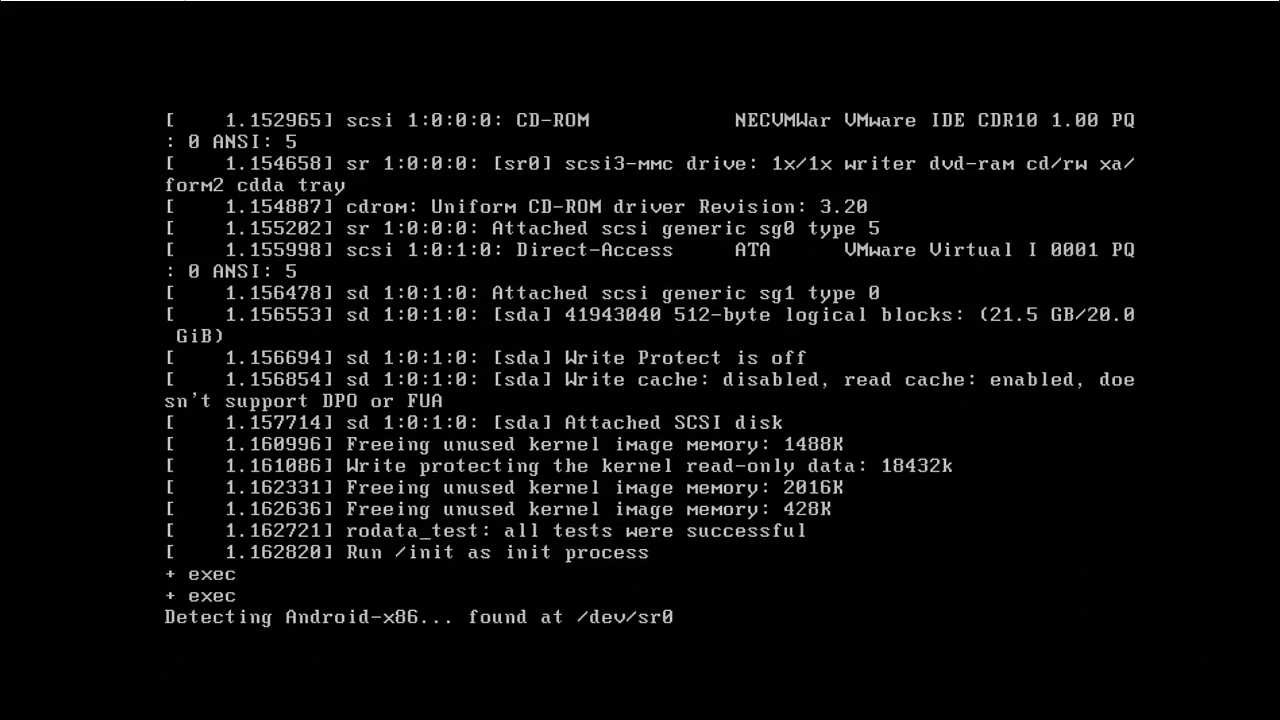 [    1.152965] scsi 1:0:0:0: CD-ROM            NECVMWar VMware IDE CDR10 1.00 PQ
: 0 ANSI: 5
[    1.154658] sr 1:0:0:0: [sr0] scsi3-mmc drive: 1x/1x writer dvd-ram cd/rw xa/
form2 cdda tray
[    1.154887] cdrom: Uniform CD-ROM driver Revision: 3.20
[    1.155202] sr 1:0:0:0: Attached scsi generic sg0 type 5
[    1.155998] scsi 1:0:1:0: Direct-Access     ATA      VMware Virtual I 0001 PQ
: 0 ANSI: 5
[    1.156478] sd 1:0:1:0: Attached scsi generic sg1 type 0
[    1.156553] sd 1:0:1:0: [sda] 41943040 512-byte logical blocks: (21.5 GB/20.0
 GiB)
[    1.156694] sd 1:0:1:0: [sda] Write Protect is off
[    1.156854] sd 1:0:1:0: [sda] Write cache: disabled, read cache: enabled, doe
sn't support DPO or FUA
[    1.157714] sd 1:0:1:0: [sda] Attached SCSI disk
[    1.160996] Freeing unused kernel image memory: 1488K
[    1.161086] Write protecting the kernel read-only data: 18432k
[    1.162331] Freeing unused kernel image memory: 2016K
[    1.162636] Freeing unused kernel image memory: 428K
[    1.162721] rodata_test: all tests were successful
[    1.162820] Run /init as init process
+ exec
+ exec
Detecting Android-x86... found at /dev/sr0